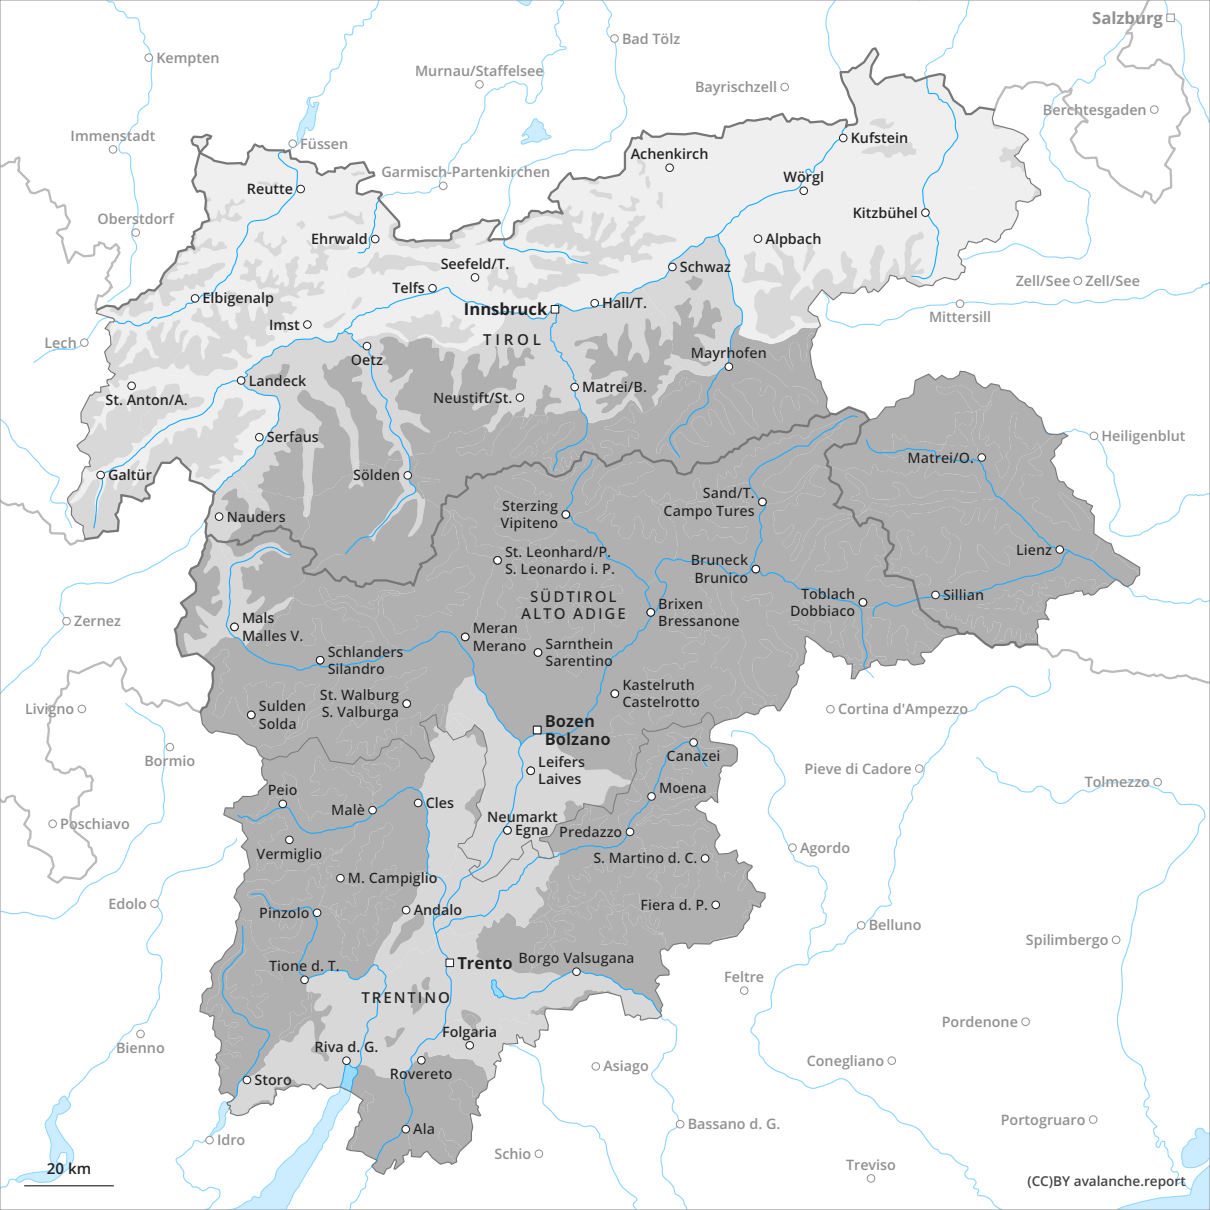 Salzburg
Bad Tölz
Kempten
Murnau/Staffelsee
Bayrischzell
Berchtesgaden
Immenstadt
Kufstein
Füssen
Achenkirch
Garmisch-Partenkirchen
Wörgl
Reutte
Oberstdorf
Kitzbühel
Ehrwald
Alpbach
Seefeld/T.
Schwaz
Zell/See
Zell/See
Telfs
Elbigenalp
Hall/T.
Innsbruck
Mittersill
Imst
TIROL
Lech
Mayrhofen
Oetz
Landeck
Matrei/B.
St. Anton/A.
Neustift/St.
Serfaus
Heiligenblut
Matrei/O.
Galtür
Sölden
Sand/T.
Campo Tures
Sterzing
Vipiteno
Nauders
St. Leonhard/P.
S. Leonardo i. P.
Lienz
Bruneck
Brunico
SÜDTIROL
ALTO ADIGE
Toblach
Dobbiaco
Sillian
Brixen
Bressanone
Zernez
Mals
Malles V.
Meran
Merano
Sarnthein
Sarentino
Schlanders
Silandro
Kastelruth
Castelrotto
St. Walburg
S. Valburga
Sulden
Solda
Livigno
Cortina d'Ampezzo
Bozen
Bolzano
Bormio
Canazei
Leifers
Laives
Pieve di Cadore
Tolmezzo
Peio
Moena
Malè
Cles
Neumarkt
Egna
Poschiavo
Predazzo
Vermiglio
S. Martino d. C.
Agordo
M. Campiglio
Edolo
Pinzolo
Andalo
Fiera d. P.
Belluno
Spilimbergo
Trento
Borgo Valsugana
Tione d. T.
Feltre
TRENTINO
Pordenone
Folgaria
Bienno
Riva d. G.
Conegliano
Asiago
Rovereto
Storo
Portogruaro
Bassano d. G.
Ala
Idro
Schio
Treviso
20 km
(CC)BY avalanche.report